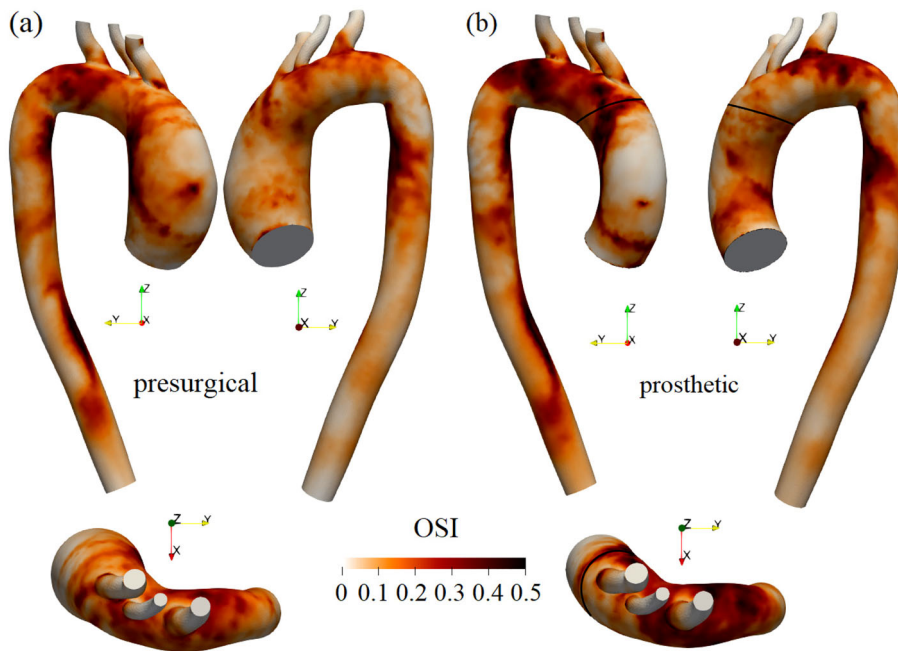 (a)
(b)
Z
Y
X
Z
X
Y
Z
Y
X
Z
X
Y
presurgical
prosthetic
Z
Y
X
OSI
0 0.1 0.2 0.3 0.4 0.5
Z
Y
X